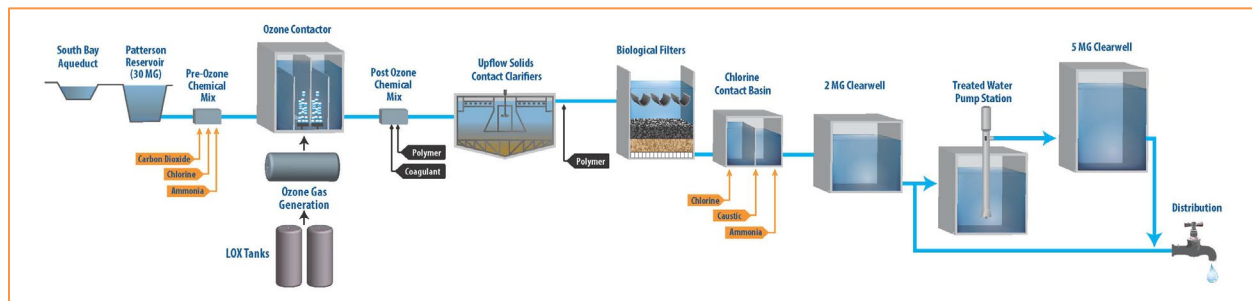 South Bay
Aqueduct
Patterson
Reservoir
(30 MG)
Pre-Ozone
Chemical
Mix
Carbon Dioxide
Chlorine
Ammonia
Ozone Contactor
Ozone Gas
Generation
LOX Tanks
Post Ozone
Chemical
Mix
Polymer
Coagulant
Upflow Solids
Contact Clarifiers
Polymer
Biological Filters
Chlorine
Contact Basin
Chlorine
Caustic
Ammonia
2 MG Clearwell
Treated Water
Pump Station
5 MG Clearwell
Distribution